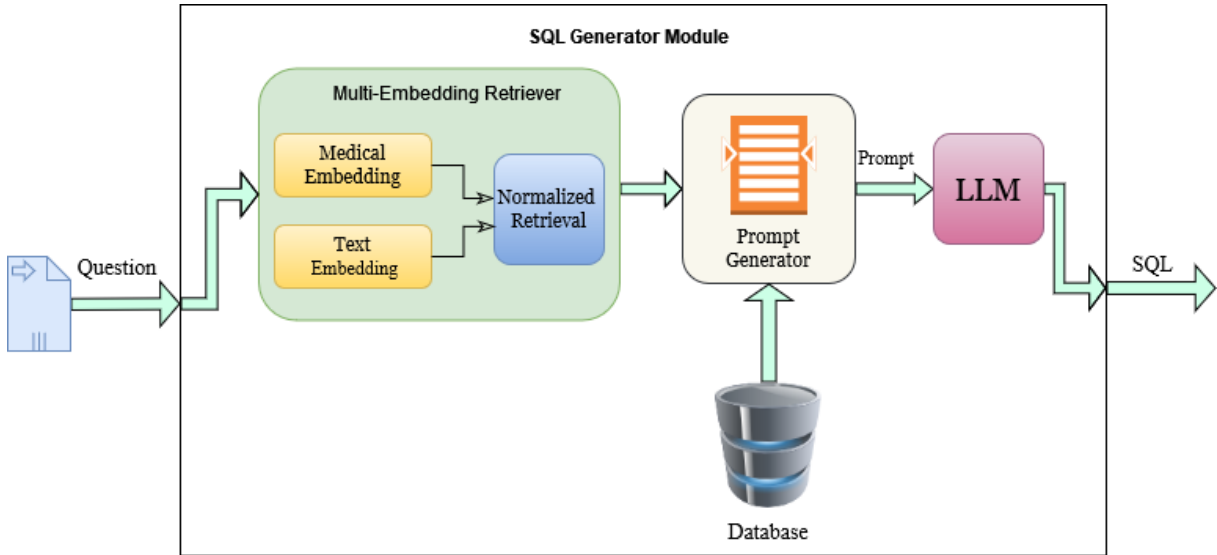 SQL Generator Module
Multi-Embedding Retriever
Medical
Embedding
Text
Embedding
Normalized
Retrieval
Question
Prompt
Generator
Prompt
LLM
SQL
Database